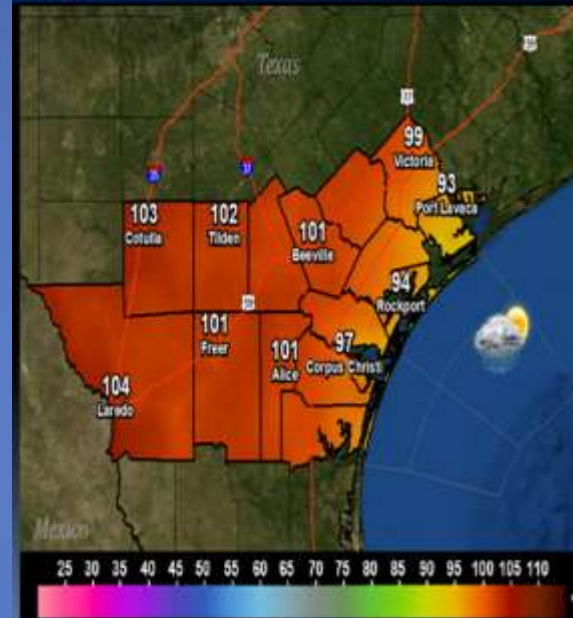 Texas
99
Victoria
93
Port Lavaca
103
Cotulla
102
Tilden
101
Beeville
94
Rockport
101
Freer
101
Alice
97
Corpus Christi
104
Laredo
Mexico
25 30 35 40 45 50 55 60 65 70 75 80 85 90 95 100 105 110